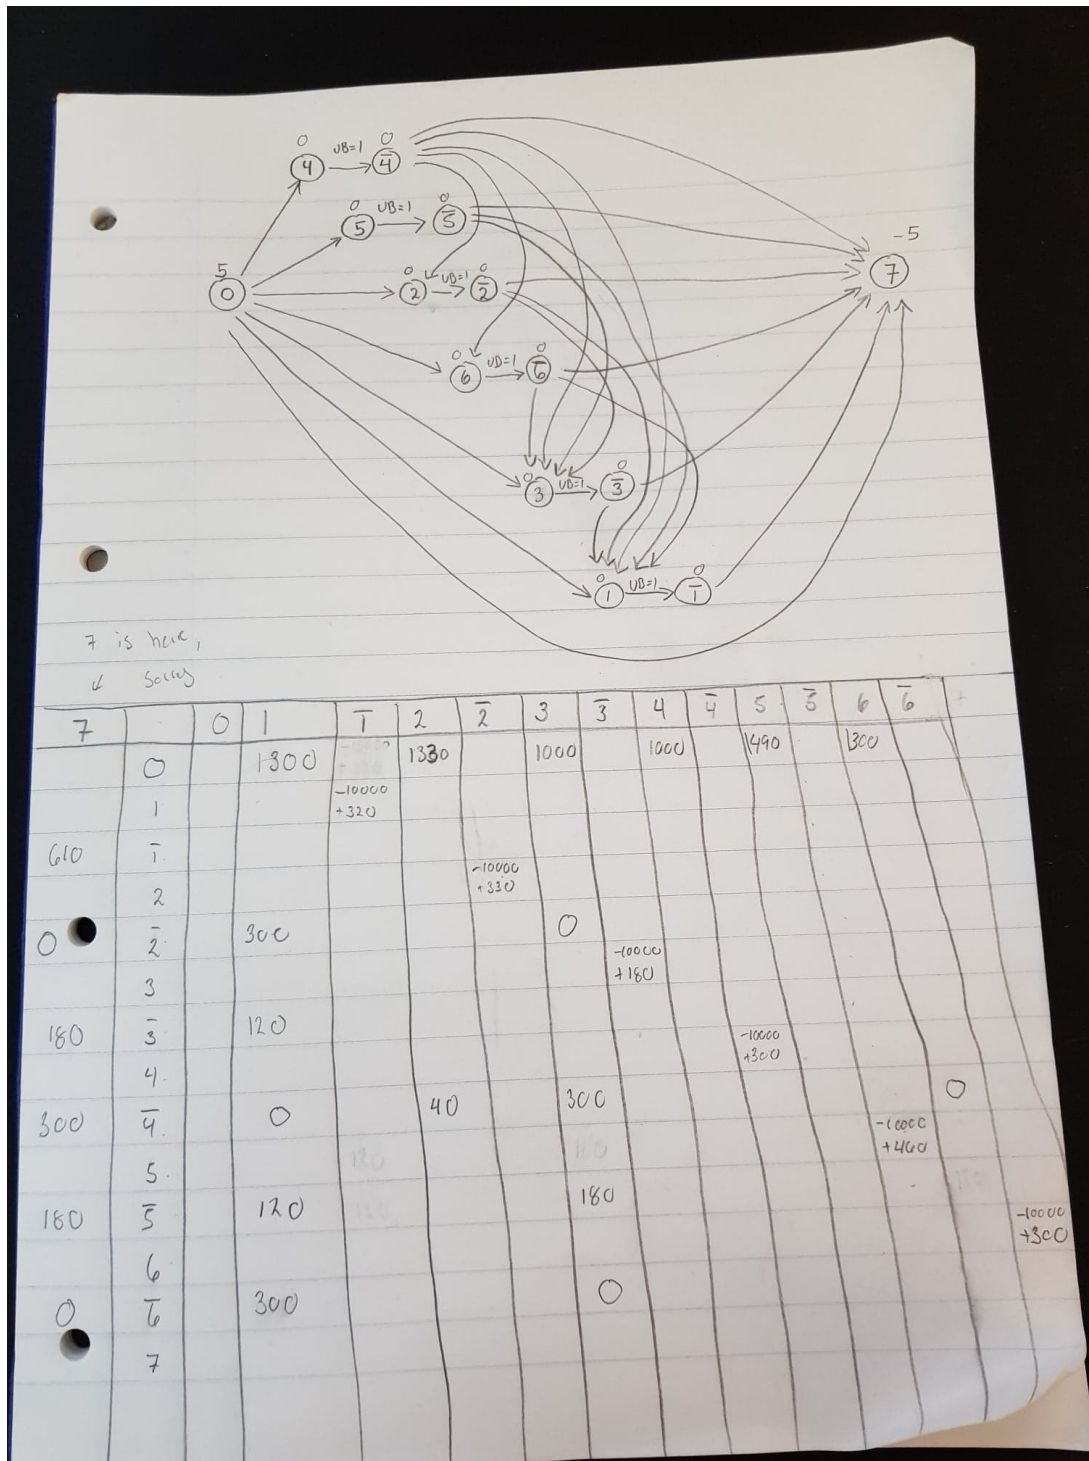 0 0
4 UB=1 4̅
0 0
5 UB=1 5̅
-5
7
5
0
0 0
2 UB=1 2̅
0 0
6 UB=1 6̅
0 0
3 UB=1 3̅
0 0
1 UB=1 1̅
7 is here,
↓ sorry
7 0 1 1̅ 2 2̅ 3 3̅ 4 4̅ 5 5̅ 6 6̅
0 1300 1330 1000 1000 1490 1300
1 -10000 +320
610 1̅
2 -10000 +330
0 2̅ 300 0
3 -10000 +180
180 3̅ 120
4 -10000 +300
300 4̅ 0 40 300 0
5 -10000 +460
180 5̅ 120 180
6 -10000 +300
0 6̅ 300 0
7